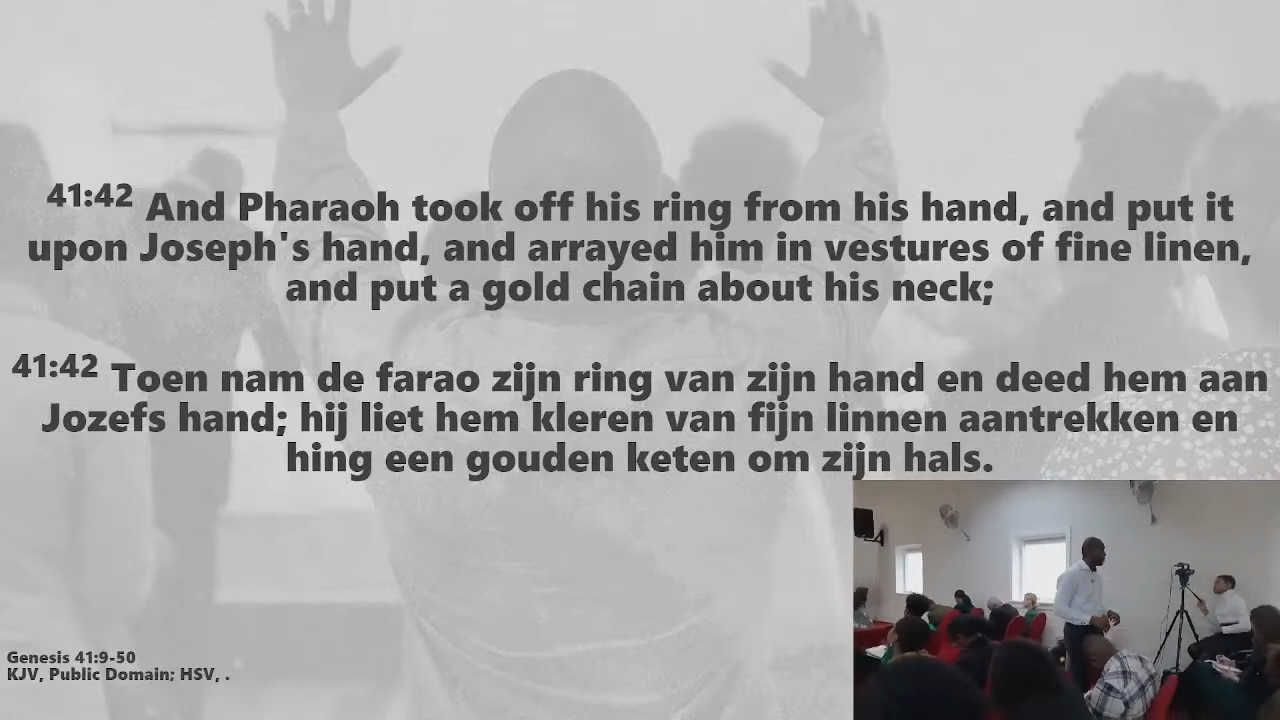 41:42 And Pharaoh took off his ring from his hand, and put it
upon Joseph's hand, and arrayed him in vestures of fine linen,
and put a gold chain about his neck;
41:42 Toen nam de farao zijn ring van zijn hand en deed hem aan
Jozefs hand; hij liet hem kleren van fijn linnen aantrekken en
hing een gouden keten om zijn hals.
Genesis 41:9-50
KJV, Public Domain; HSV, .